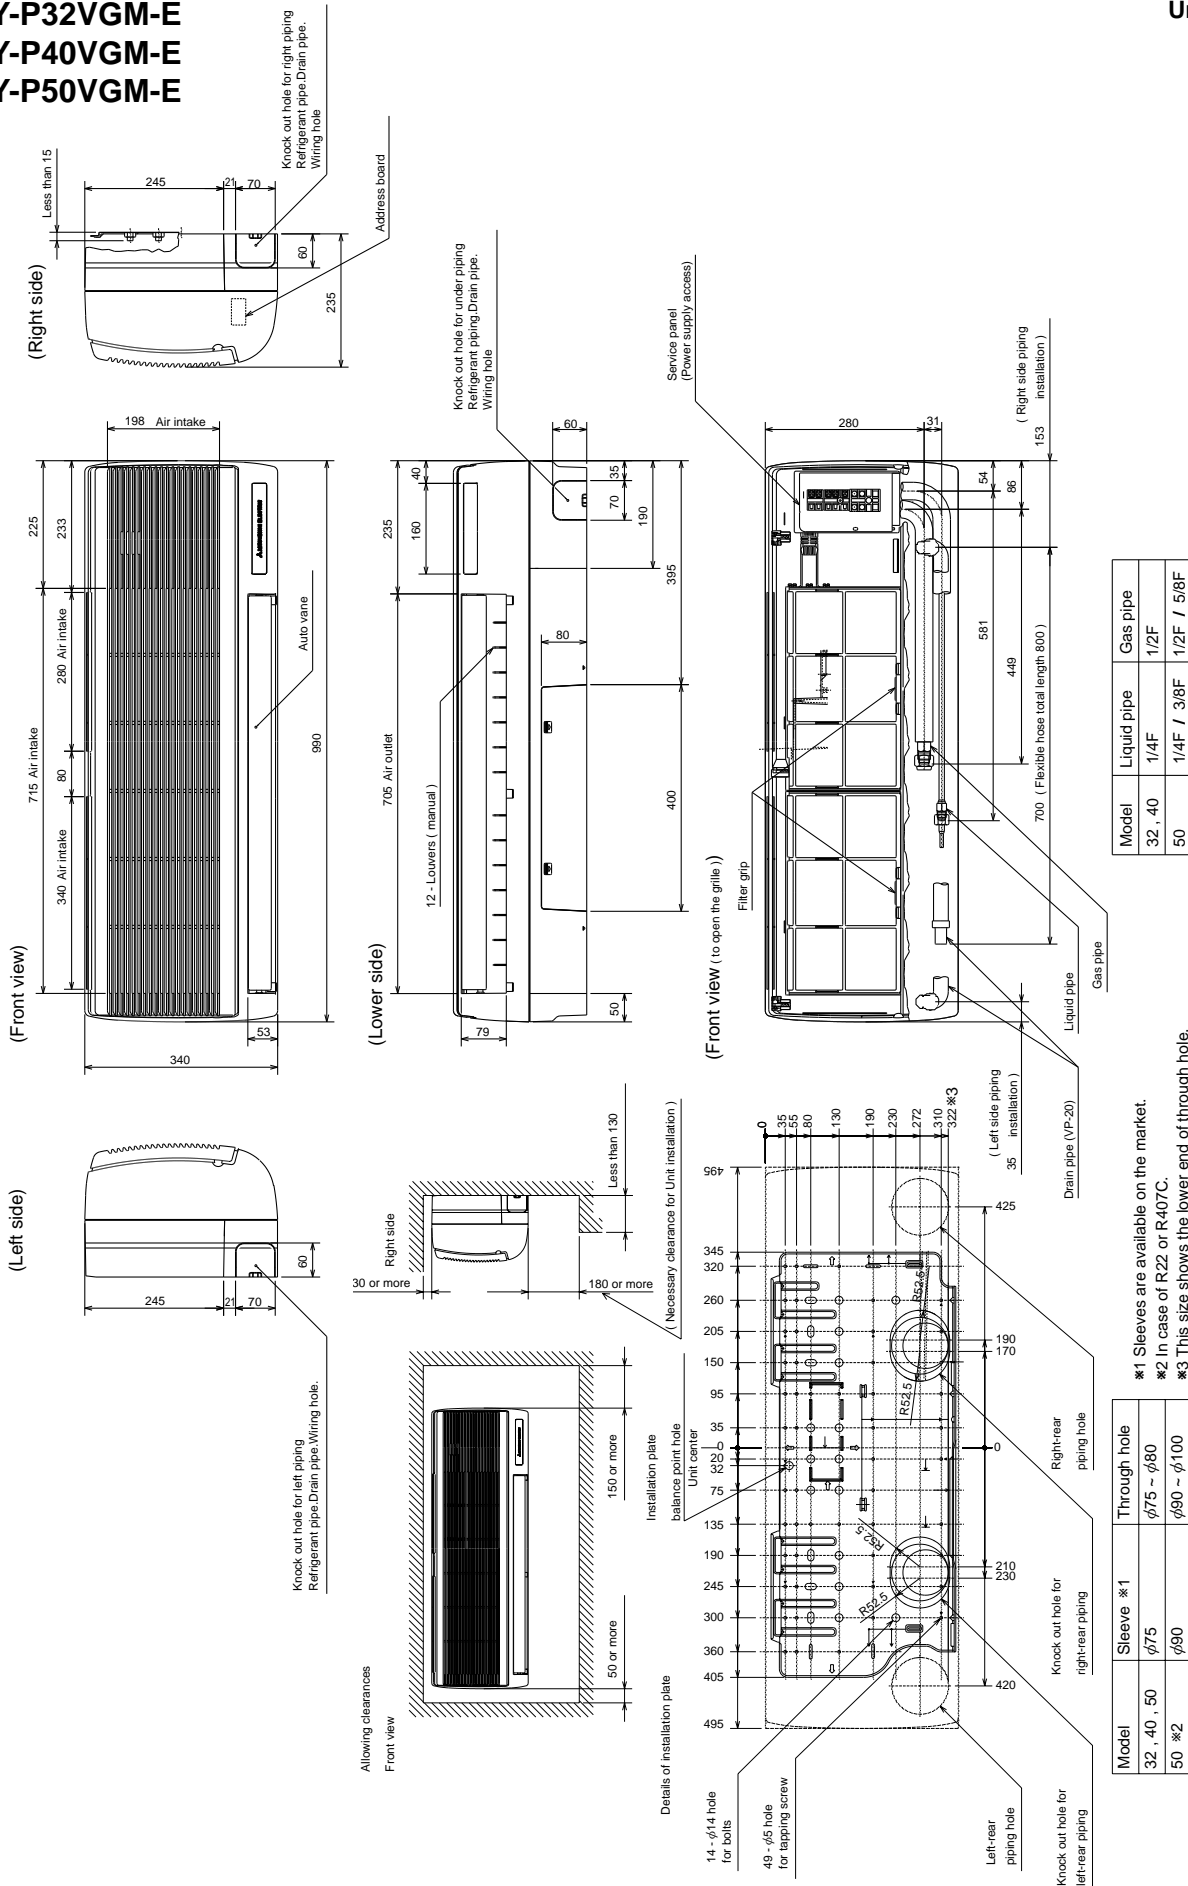 Y-P32VGM-E
Y-P40VGM-E
Y-P50VGM-E
(Right side)
Less than 15
245
21
70
60
235
Knock out hole for right piping
Refrigerant pipe.Drain pipe.
Wiring hole
Address board
(Front view)
715 Air intake
225
340 Air intake
80
280 Air intake
233
198 Air intake
Auto vane
990
53
340
(Left side)
245
21
70
60
Knock out hole for left piping
Refrigerant pipe.Drain pipe.Wiring hole.
(Lower side)
705 Air outlet
235
160
40
12 - Louvers ( manual )
79
50
80
60
35
70
190
395
400
Knock out hole for under piping
Refrigerant piping.Drain pipe.
Wiring hole
Allowing clearances
Front view
50 or more
150 or more
Right side
30 or more
180 or more
Less than 130
( Necessary clearance for Unit installation )
(Front view ( to open the grille ))
Filter grip
Service panel
(Power supply access)
280
31
54
86
153
( Right side piping
installation )
581
449
700 ( Flexible hose total length 800 )
Liquid pipe
Gas pipe
Drain pipe (VP-20)
( Left side piping
35 installation )
Details of installation plate
Installation plate
balance point hole
Unit center
0
35
55
80
130
190
230
272
310
322 ※3
496
345
320
260
205
150
95
35
0
20
32
75
135
190
245
300
360
405
495
425
190
170
0
210
230
420
R52.5
R52.5
R52.5
R52.5
14 - ϕ14 hole
for bolts
49 - ϕ5 hole
for tapping screw
Left-rear
piping hole
Knock out hole for
left-rear piping
Knock out hole for
right-rear piping
Right-rear
piping hole
Model Sleeve ※1 Through hole
32 , 40 , 50 ϕ75 ϕ75 ~ ϕ80
50 ※2 ϕ90 ϕ90 ~ ϕ100
※1 Sleeves are available on the market.
※2 In case of R22 or R407C.
※3 This size shows the lower end of through hole.
Model Liquid pipe Gas pipe
32 , 40 1/4F 1/2F
50 1/4F / 3/8F 1/2F / 5/8F